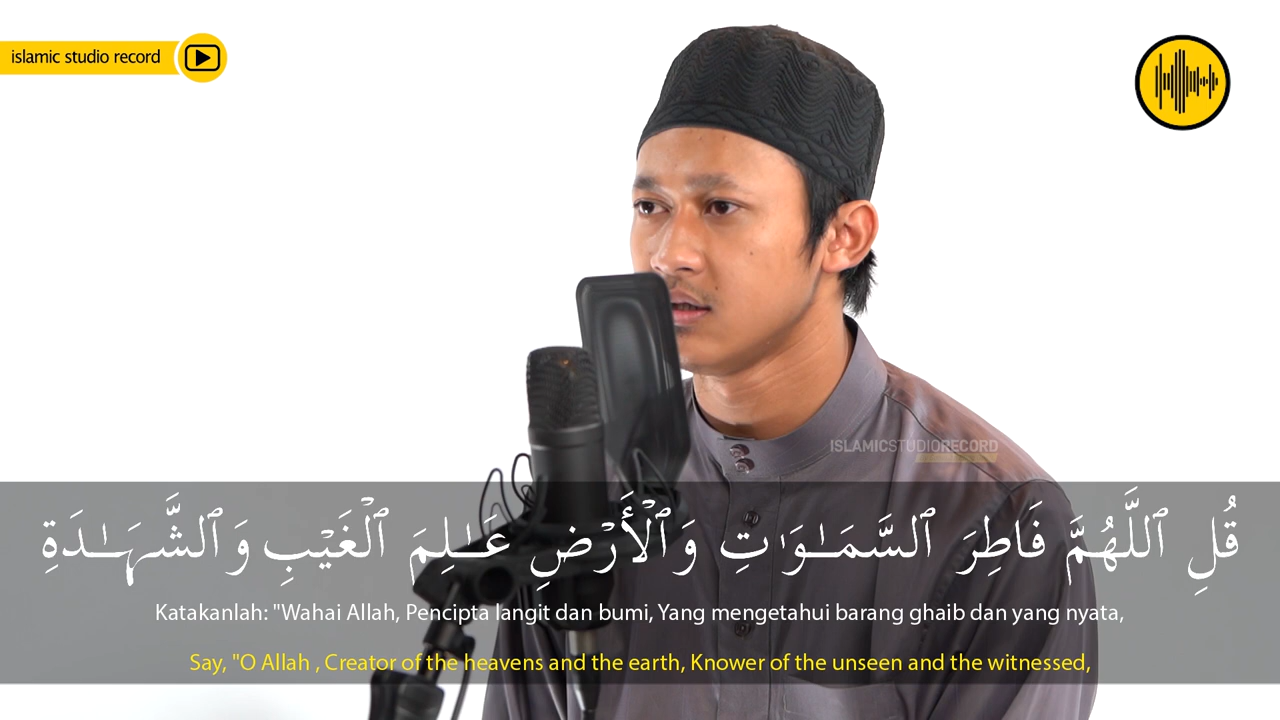 islamic studio record
ISLAMICSTUDIORECORD
قُلِ ٱللَّهُمَّ فَاطِرَ ٱلسَّمَـٰوَٰتِ وَٱلْأَرْضِ عَـٰلِمَ ٱلْغَيْبِ وَٱلشَّهَـٰدَةِ
Katakanlah: "Wahai Allah, Pencipta langit dan bumi, Yang mengetahui barang ghaib dan yang nyata,
Say, "O Allah , Creator of the heavens and the earth, Knower of the unseen and the witnessed,